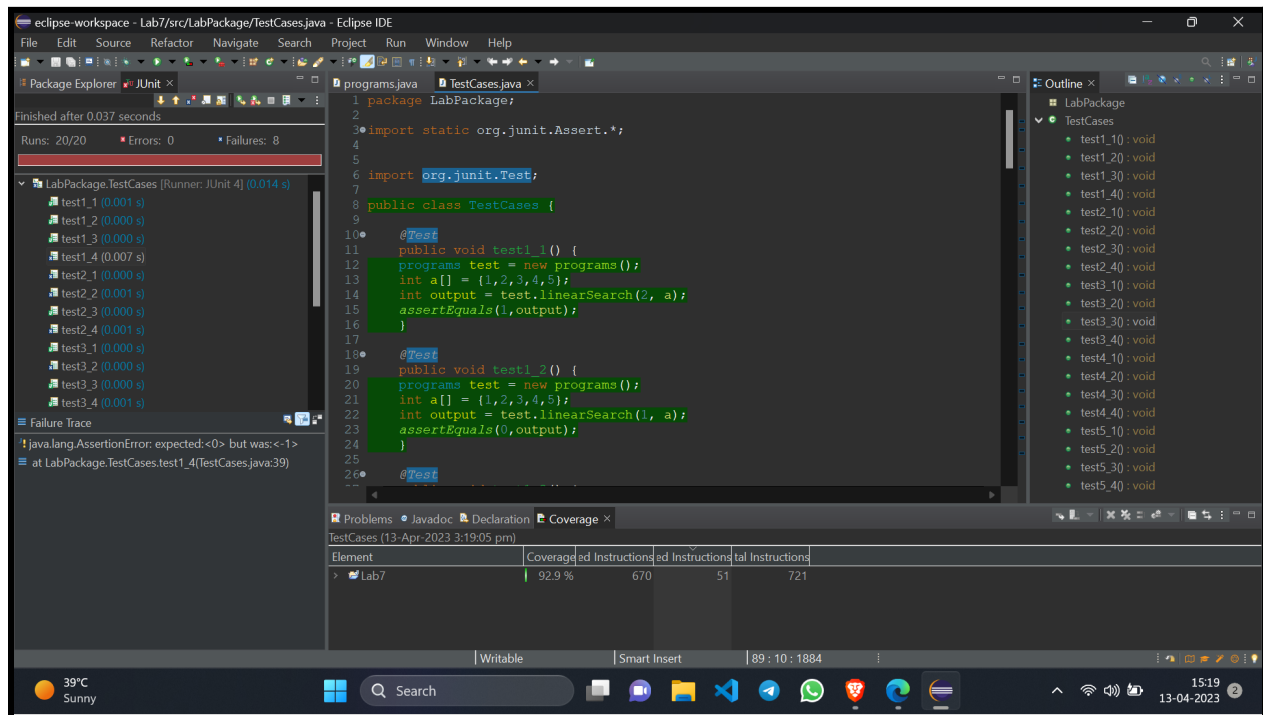 eclipse-workspace - Lab7/src/LabPackage/TestCases.java - Eclipse IDE
File Edit Source Refactor Navigate Search Project Run Window Help
Package Explorer JUnit
Finished after 0.037 seconds
Runs: 20/20 Errors: 0 Failures: 8
LabPackage.TestCases [Runner: JUnit 4] (0.014 s)
test1_1 (0.001 s)
test1_2 (0.000 s)
test1_3 (0.000 s)
test1_4 (0.007 s)
test2_1 (0.000 s)
test2_2 (0.001 s)
test2_3 (0.000 s)
test2_4 (0.001 s)
test3_1 (0.000 s)
test3_2 (0.000 s)
test3_3 (0.000 s)
test3_4 (0.001 s)
Failure Trace
java.lang.AssertionError: expected:<0> but was:<-1>
at LabPackage.TestCases.test1_4(TestCases.java:39)
programs.java TestCases.java
1 package LabPackage;
2
3 import static org.junit.Assert.*;
4
5
6 import org.junit.Test;
7
8 public class TestCases {
9
10 @Test
11 public void test1_1() {
12 programs test = new programs();
13 int a[] = {1,2,3,4,5};
14 int output = test.linearSearch(2, a);
15 assertEquals(1,output);
16 }
17
18 @Test
19 public void test1_2() {
20 programs test = new programs();
21 int a[] = {1,2,3,4,5};
22 int output = test.linearSearch(1, a);
23 assertEquals(0,output);
24 }
25
26 @Test
Outline
LabPackage
TestCases
test1_1() : void
test1_2() : void
test1_3() : void
test1_4() : void
test2_1() : void
test2_2() : void
test2_3() : void
test2_4() : void
test3_1() : void
test3_2() : void
test3_3() : void
test3_4() : void
test4_1() : void
test4_2() : void
test4_3() : void
test4_4() : void
test5_1() : void
test5_2() : void
test5_3() : void
test5_4() : void
Problems Javadoc Declaration Coverage
TestCases (13-Apr-2023 3:19:05 pm)
Element Coverage ed Instructions ed Instructions tal Instructions
Lab7 92.9 % 670 51 721
Writable Smart Insert 89 : 10 : 1884
39°C
Sunny
Search
15:19
13-04-2023
2